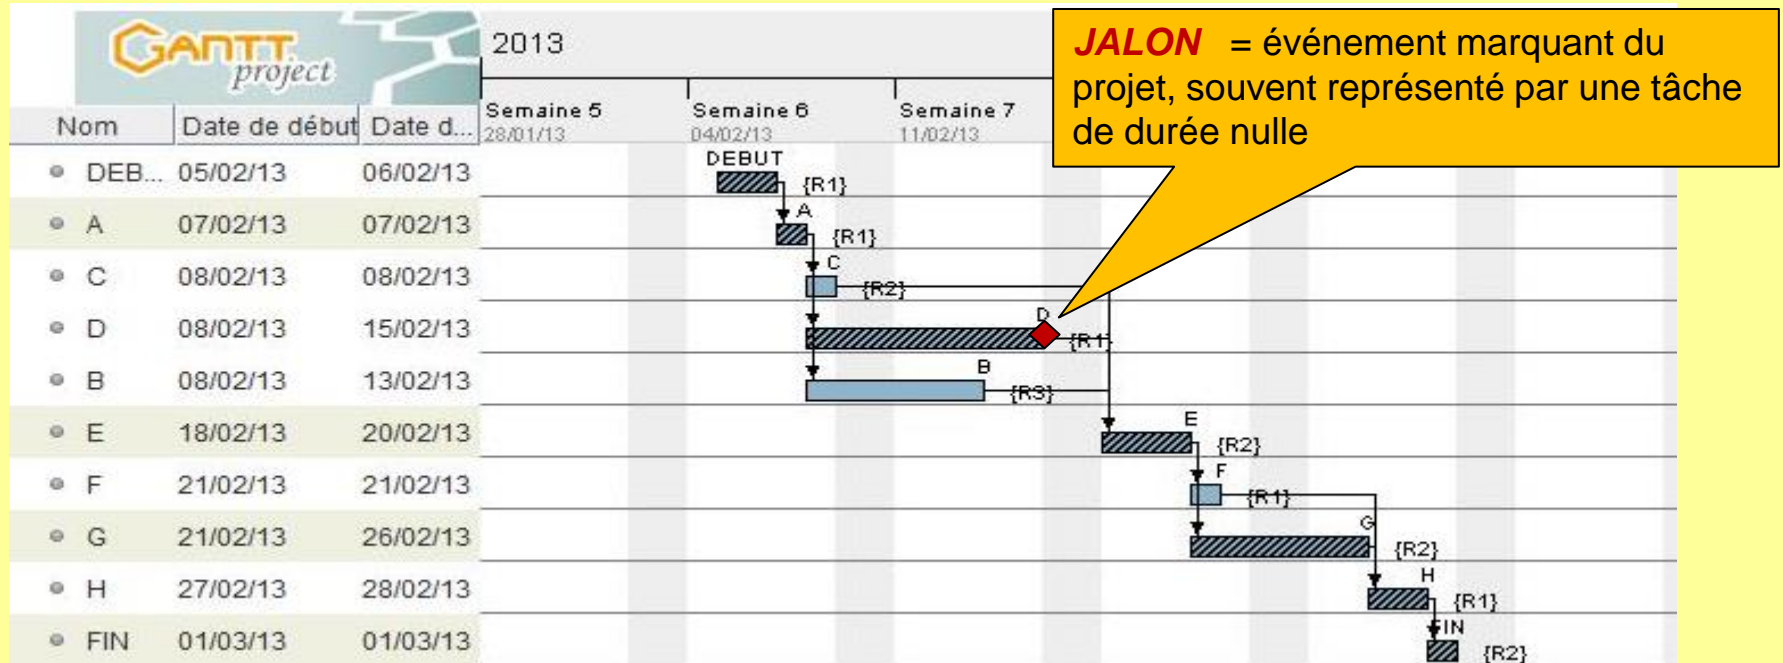 GANTT
project
2013
JALON = événement marquant du
projet, souvent représenté par une tâche
de durée nulle
Nom Date de début Date d...
Semaine 5 Semaine 6 Semaine 7
28/01/13 04/02/13 11/02/13
DEBUT
DEB... 05/02/13 06/02/13 {R1}
A
A 07/02/13 07/02/13 {R1}
C
C 08/02/13 08/02/13 {R2}
D
D 08/02/13 15/02/13 {R1}
B
B 08/02/13 13/02/13 {R3}
E
E 18/02/13 20/02/13 {R2}
F
F 21/02/13 21/02/13 {R1}
G
G 21/02/13 26/02/13 {R2}
H
H 27/02/13 28/02/13 {R1}
FIN
FIN 01/03/13 01/03/13 {R2}